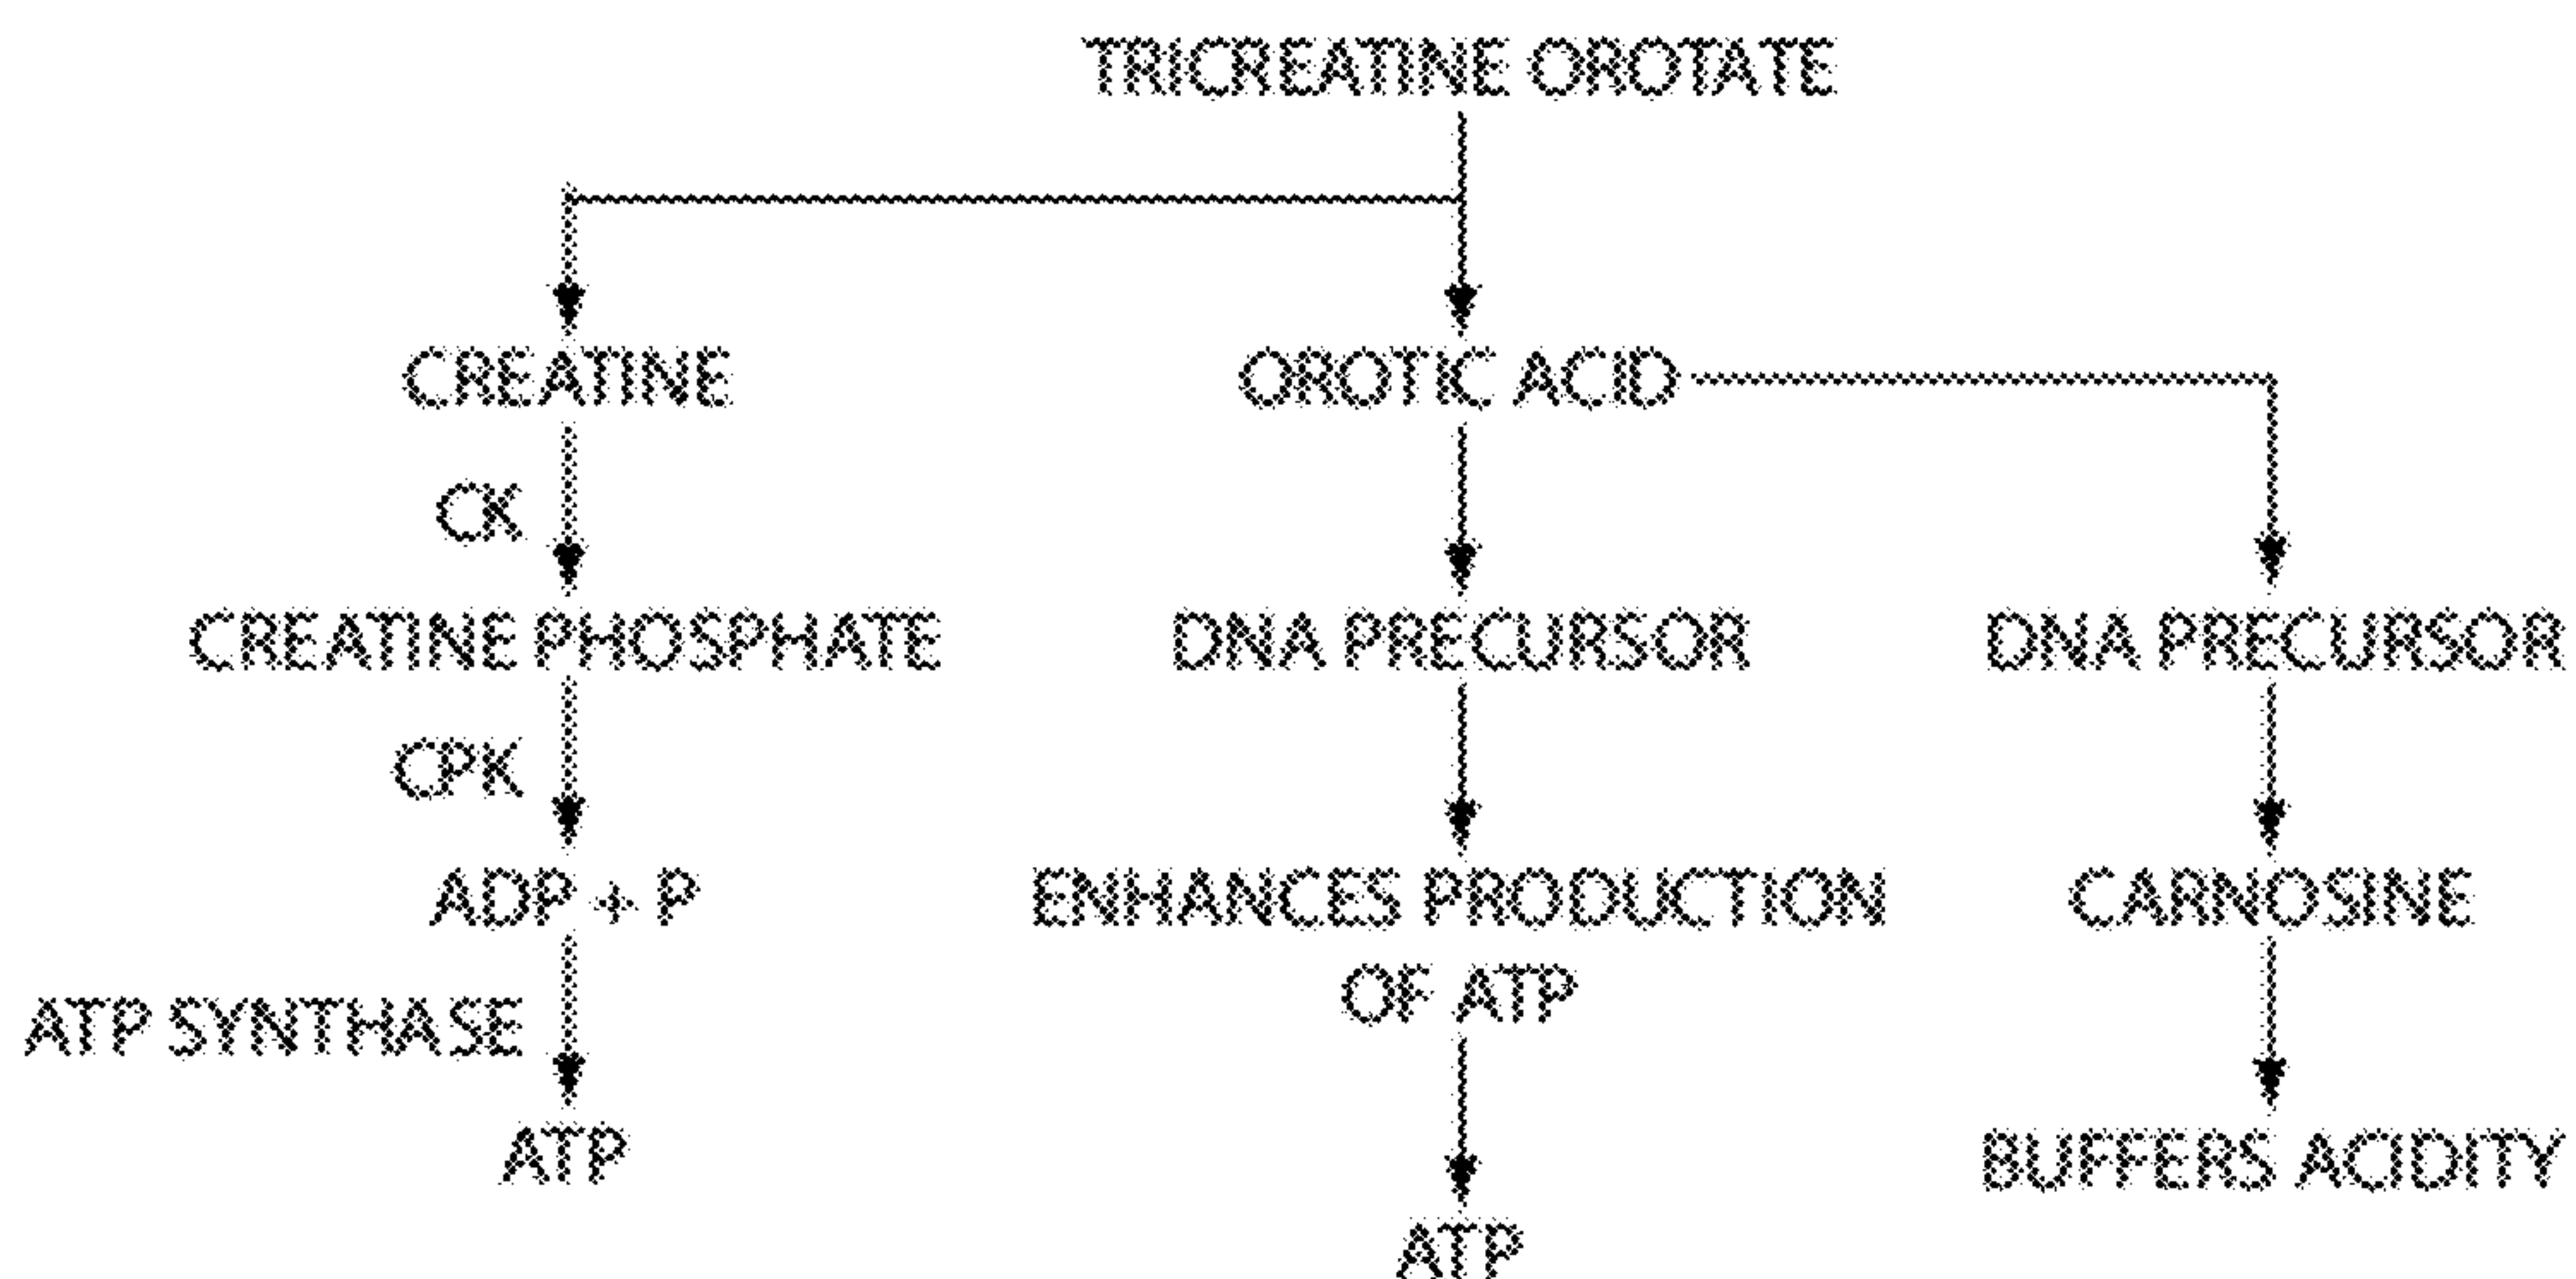 TRICREATINE OROTATE
CREATINE
OROTIC ACID
CK
CREATINE PHOSPHATE
DNA PRECURSOR
DNA PRECURSOR
CPK
ADP + P
ENHANCES PRODUCTION
OF ATP
CARNOSINE
ATP SYNTHASE
ATP
BUFFERS ACIDITY
ATP